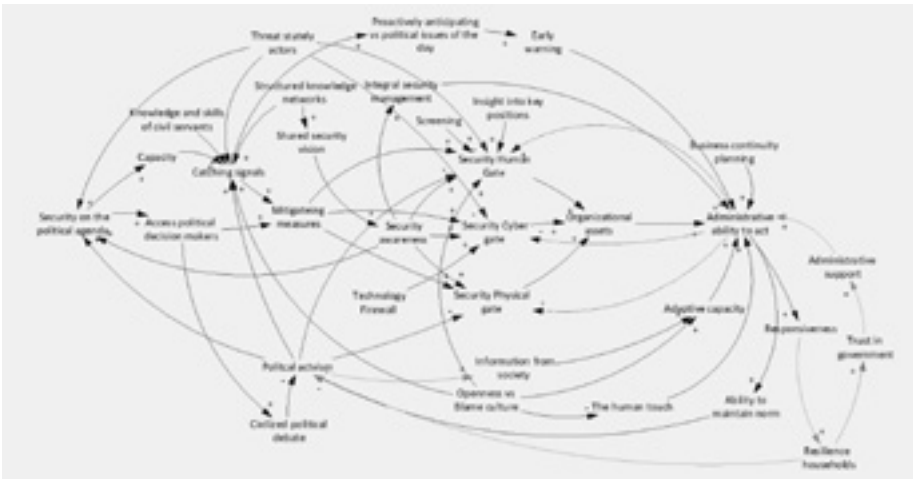 Threat stately
actors
Proactively anticipating
vs political issues of the
day
Early
warning
Structured knowledge
networks
Integral security
management
Insight into key
positions
Knowledge and skills
of civil servants
Shared security
vision
Screening
Business continuity
planning
Capacity
Catching signals
Security Human
Gate
Security on the
political agenda
Access political
decision makers
Mitigateing
measures
Security
awareness
Security Cyber
gate
Organizational
assets
Administrative
ability to act
Administrative
support
Technology
Firewall
Security Physical
gate
Adaptive capacity
Responsiveness
Trust in
government
Political activism
Information from
society
Openness vs
Blame culture
The human touch
Ability to
maintain norm
Civilized political
debate
Resilience
households